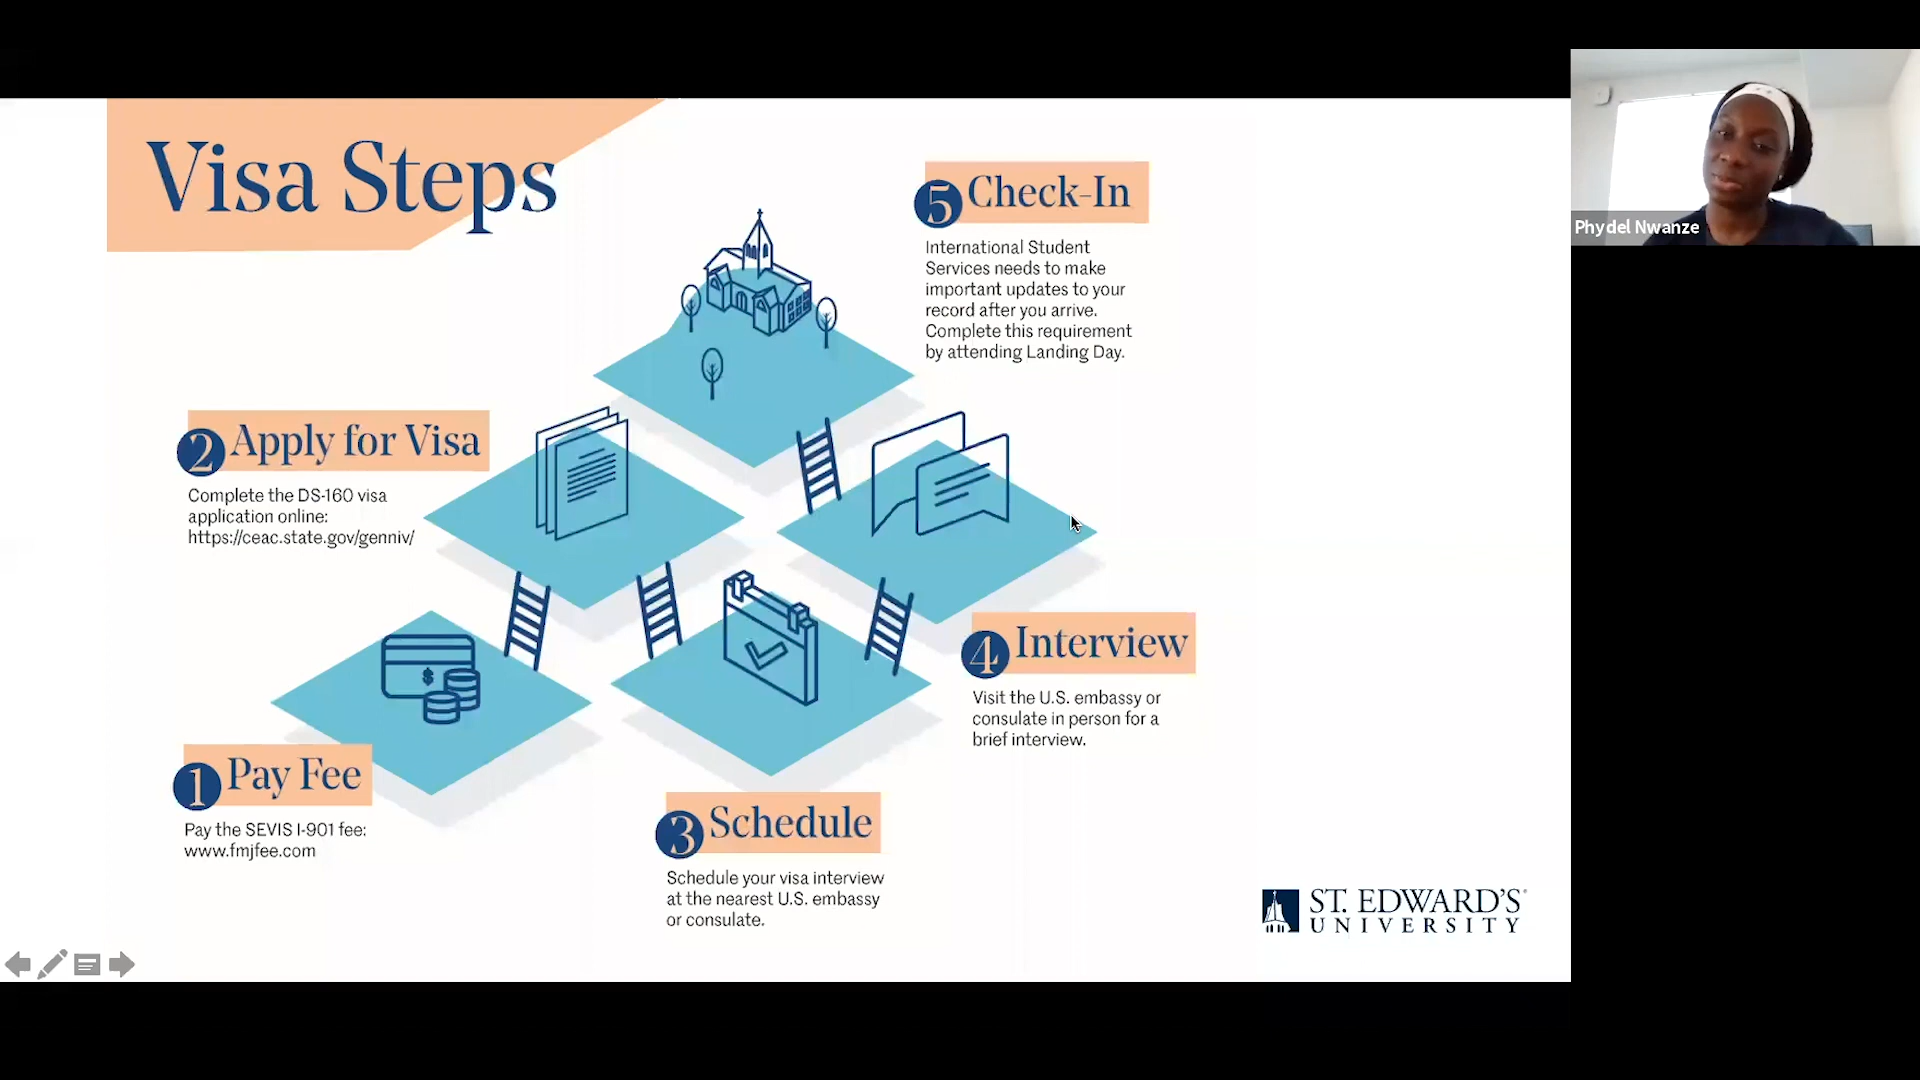 Visa Steps
1 Pay Fee
Pay the SEVIS I-901 fee:
www.fmjfee.com
2 Apply for Visa
Complete the DS-160 visa
application online:
https://ceac.state.gov/genniv/
3 Schedule
Schedule your visa interview
at the nearest U.S. embassy
or consulate.
4 Interview
Visit the U.S. embassy or
consulate in person for a
brief interview.
5 Check-In
International Student
Services needs to make
important updates to your
record after you arrive.
Complete this requirement
by attending Landing Day.
$
ST. EDWARD'S
UNIVERSITY
Phydel Nwanze